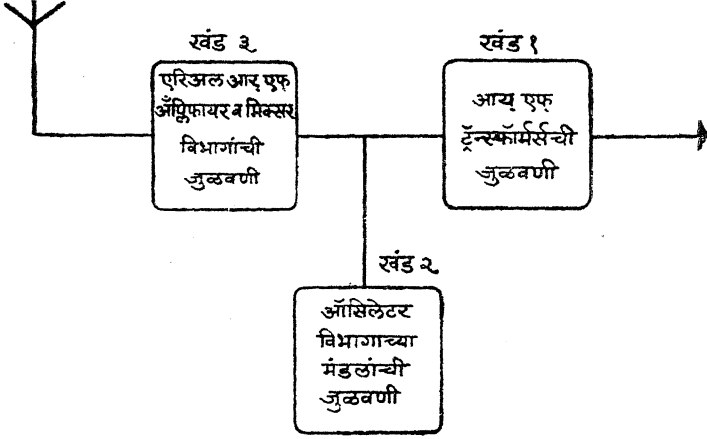 खंड ३
एरिअल आर् एफ्
अ‍ॅंप्लिफायर व मिक्सर
विभागांची
जुळवणी
खंड १
आय् एफ्
ट्रॅन्स्फॉर्मर्सची
जुळवणी
खंड २
ऑसिलेटर
विभागाच्या
मंडलांची
जुळवणी